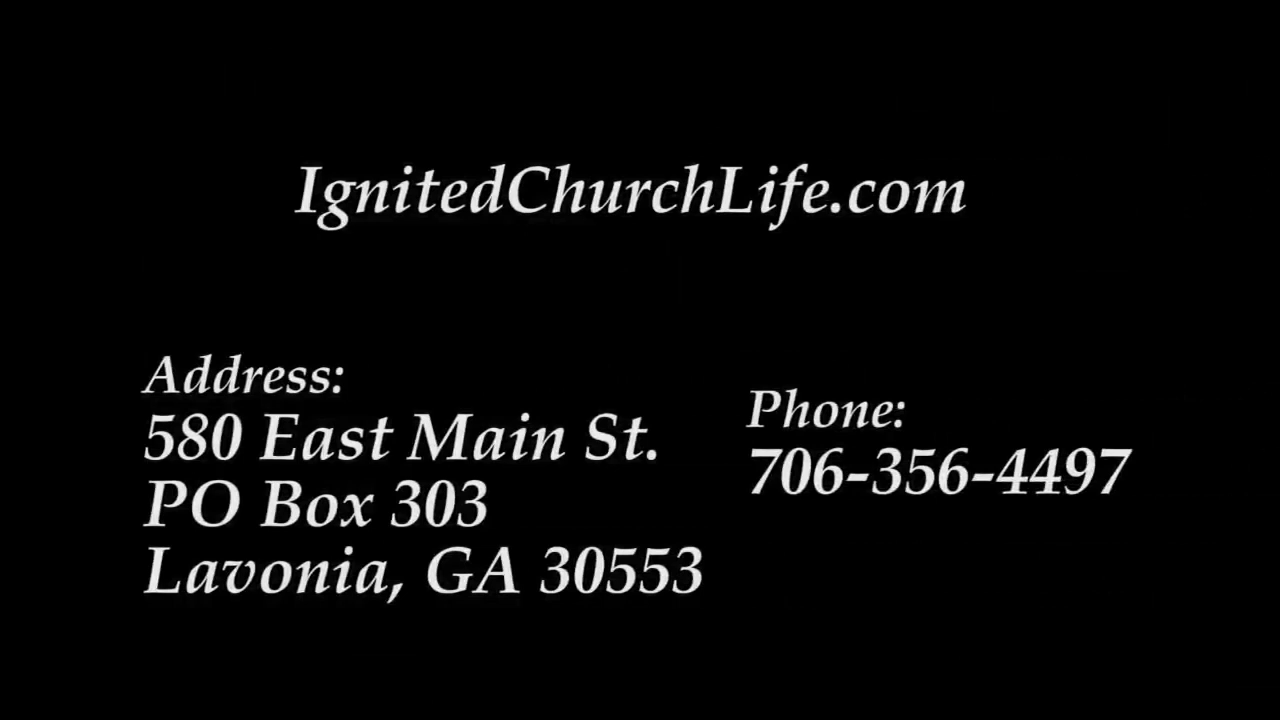 IgnitedChurchLife.com
Address:
580 East Main St.
PO Box 303
Lavonia, GA 30553
Phone:
706-356-4497